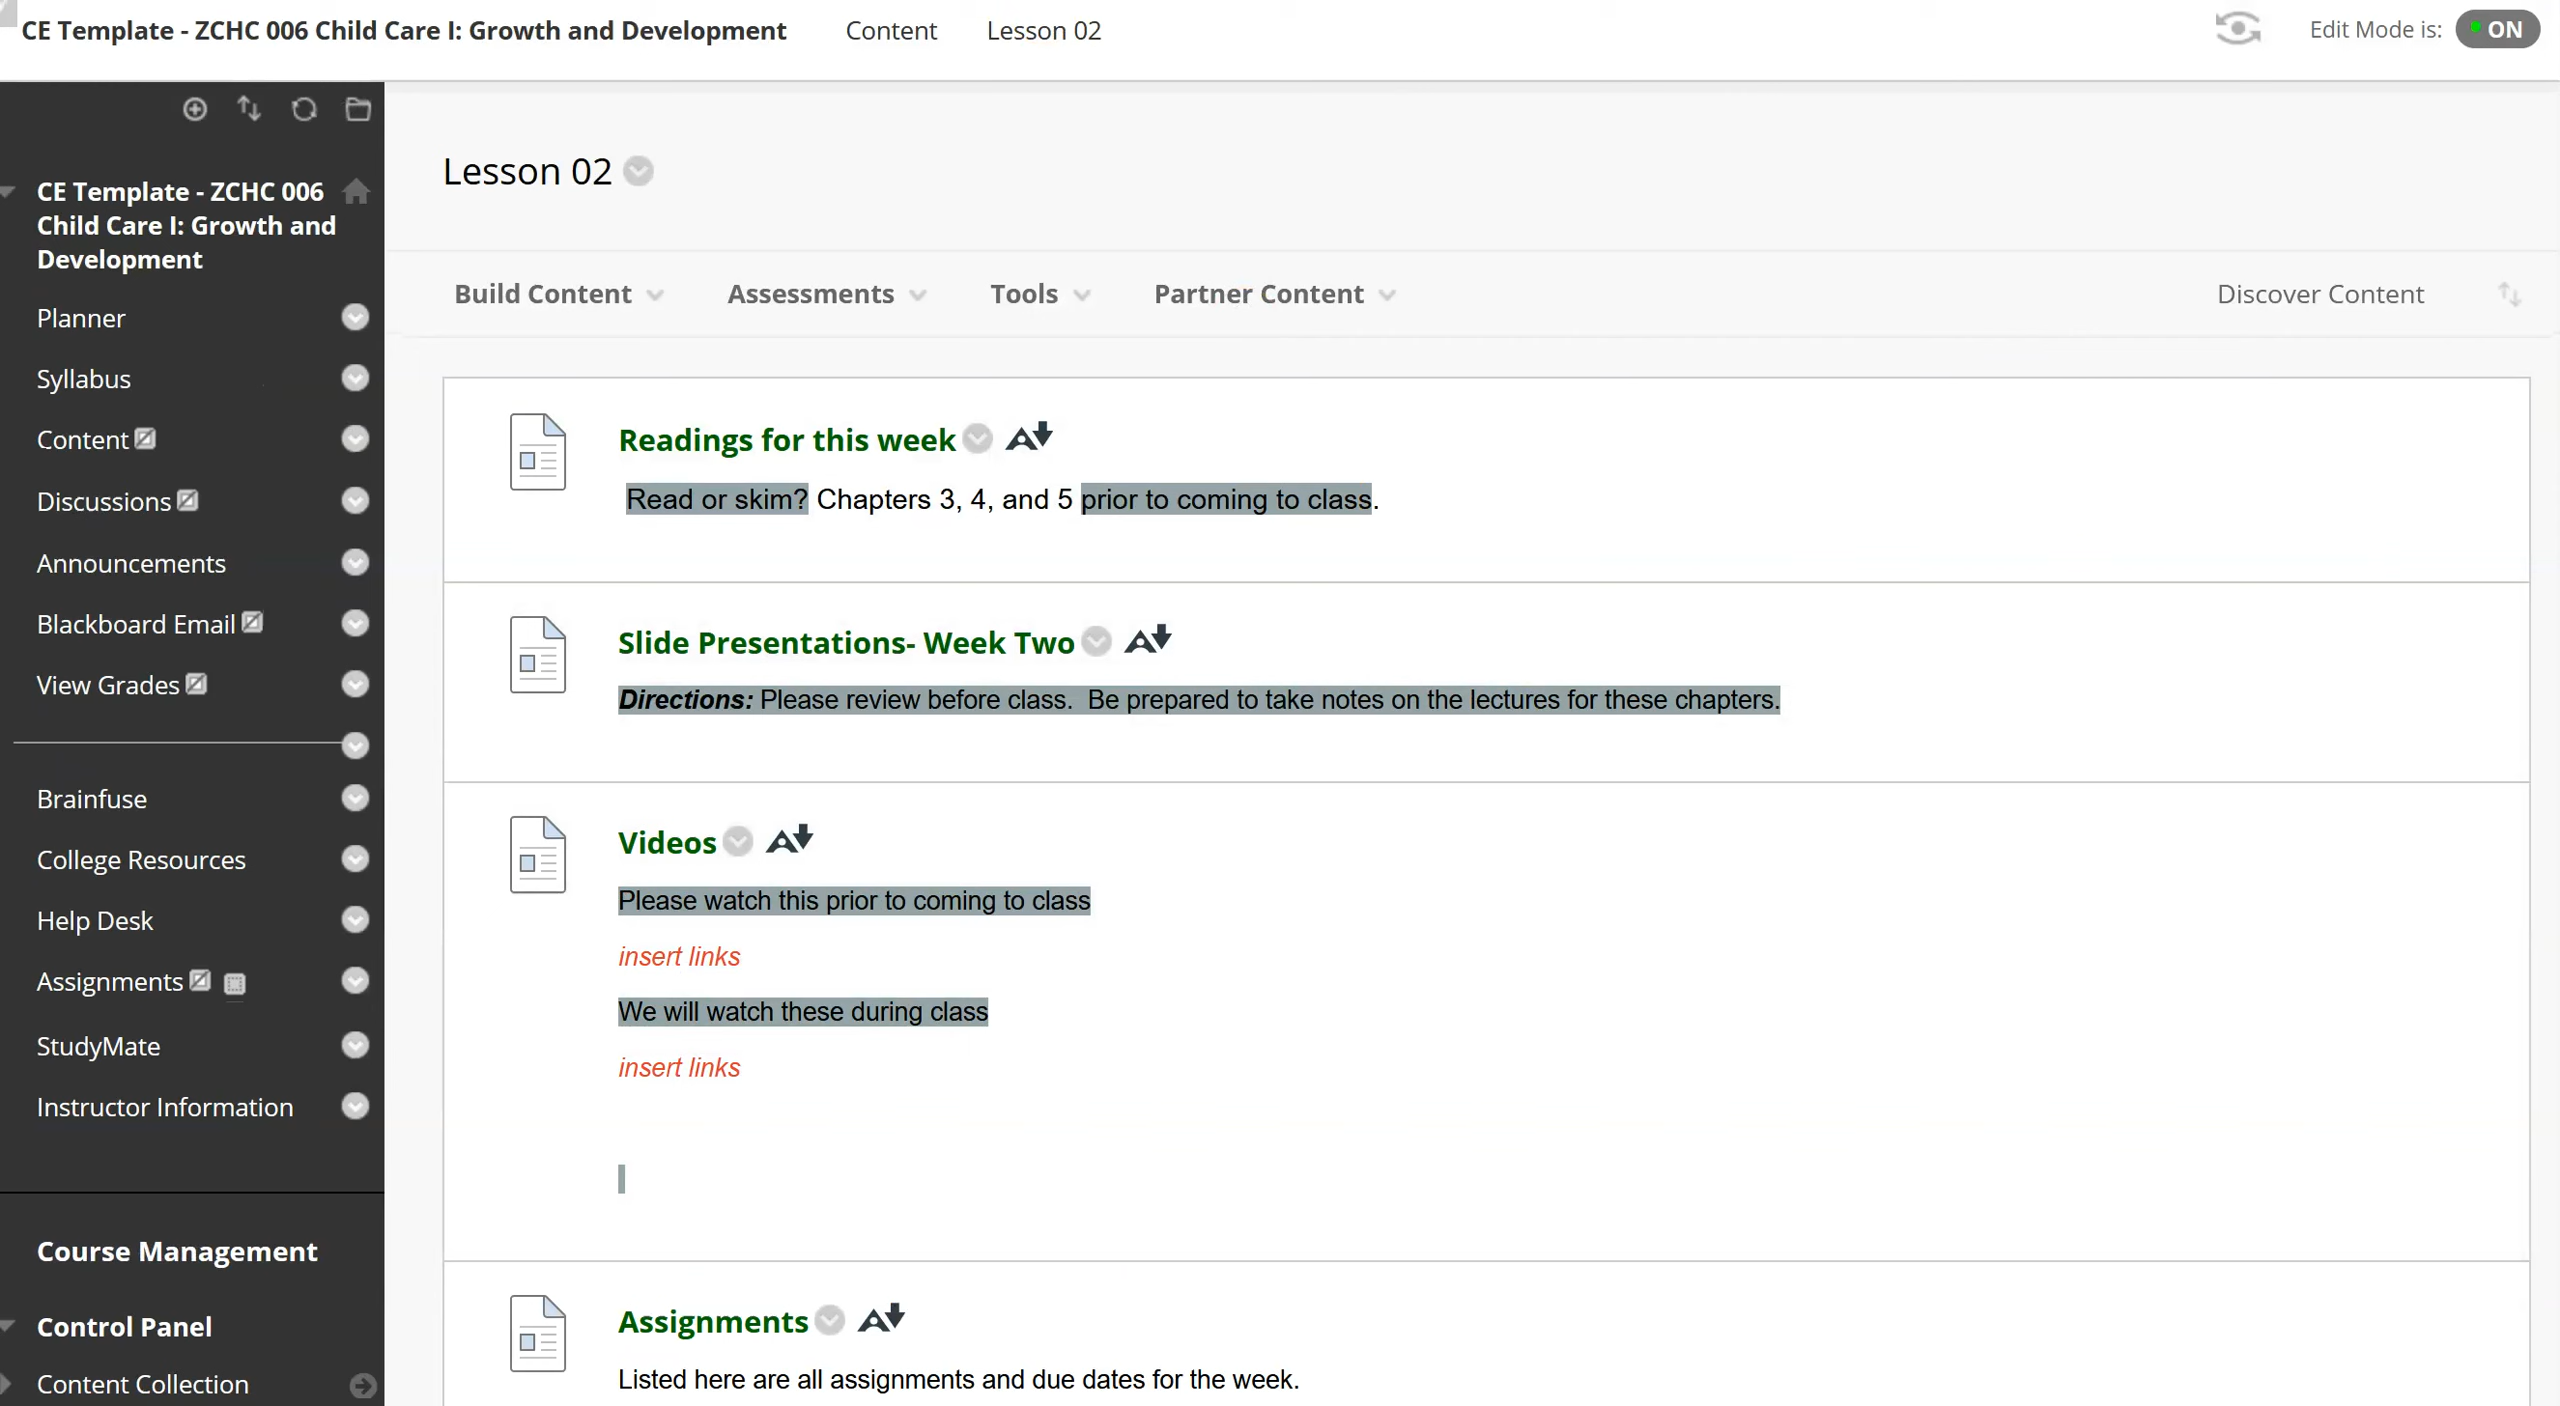 CE Template - ZCHC 006 Child Care I: Growth and Development
Content
Lesson 02
Edit Mode is:
ON
CE Template - ZCHC 006
Child Care I: Growth and
Development
Planner
Syllabus
Content
Discussions
Announcements
Blackboard Email
View Grades
Brainfuse
College Resources
Help Desk
Assignments
StudyMate
Instructor Information
Course Management
Control Panel
Content Collection
Lesson 02
Build Content
Assessments
Tools
Partner Content
Discover Content
Readings for this week
Read or skim? Chapters 3, 4, and 5 prior to coming to class.
Slide Presentations- Week Two
Directions: Please review before class.  Be prepared to take notes on the lectures for these chapters.
Videos
Please watch this prior to coming to class
insert links
We will watch these during class
insert links
Assignments
Listed here are all assignments and due dates for the week.